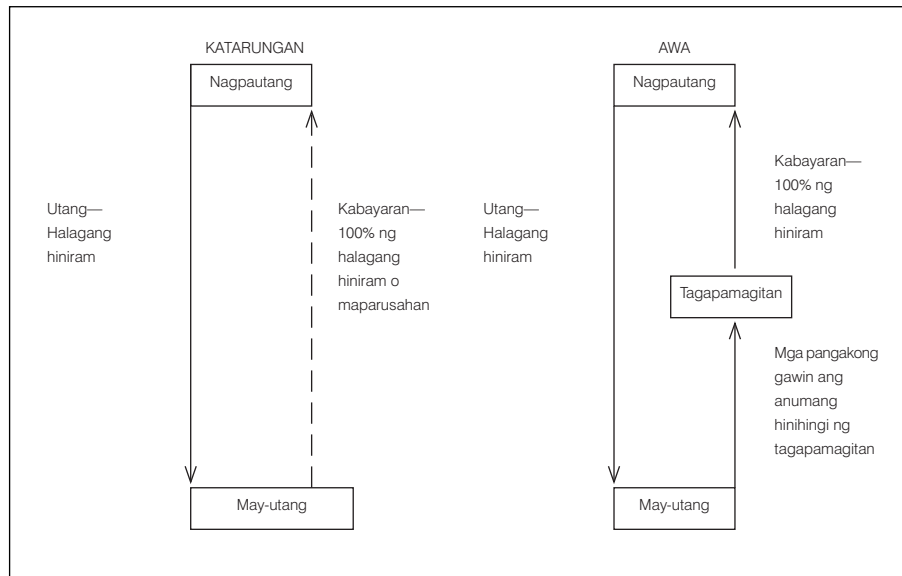 KATARUNGAN
Nagpautang
Utang—
Halagang
hiniram
Kabayaran—
100% ng
halagang
hiniram o
maparusahan
May-utang
AWA
Nagpautang
Utang—
Halagang
hiniram
Kabayaran—
100% ng
halagang
hiniram
Tagapamagitan
Mga pangakong
gawin ang
anumang
hinihingi ng
tagapamagitan
May-utang